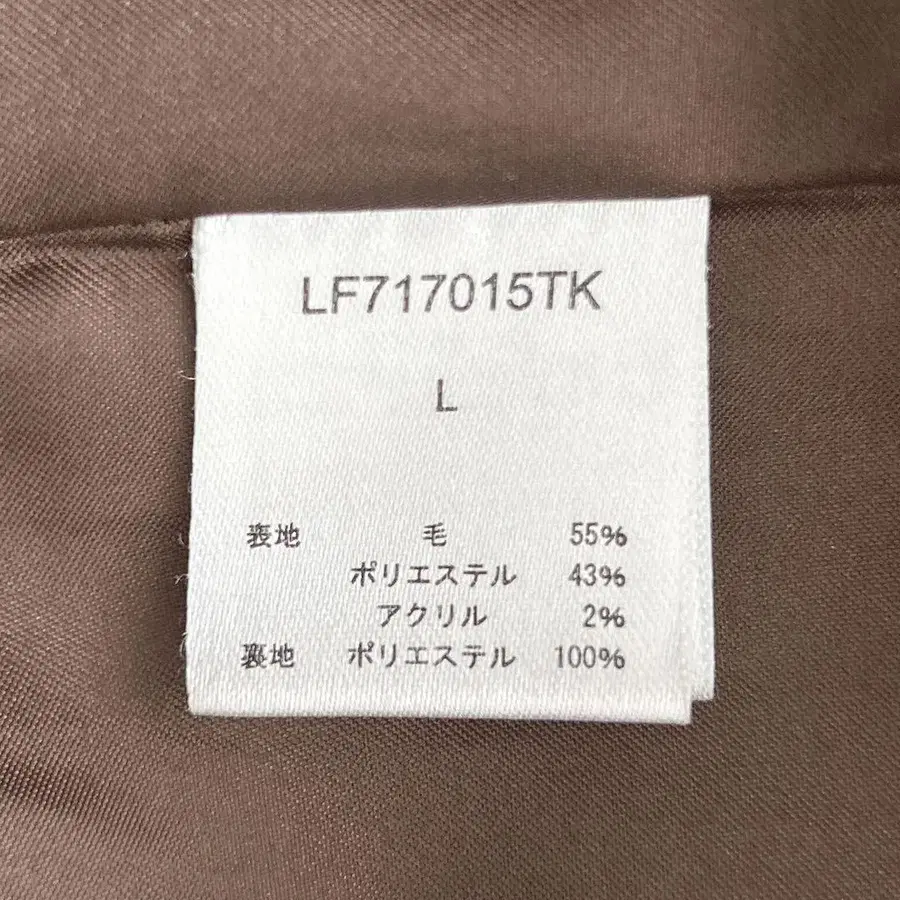 LF717015TK
L
表地 毛 55%
ポリエステル 43%
アクリル 2%
裏地 ポリエステル 100%